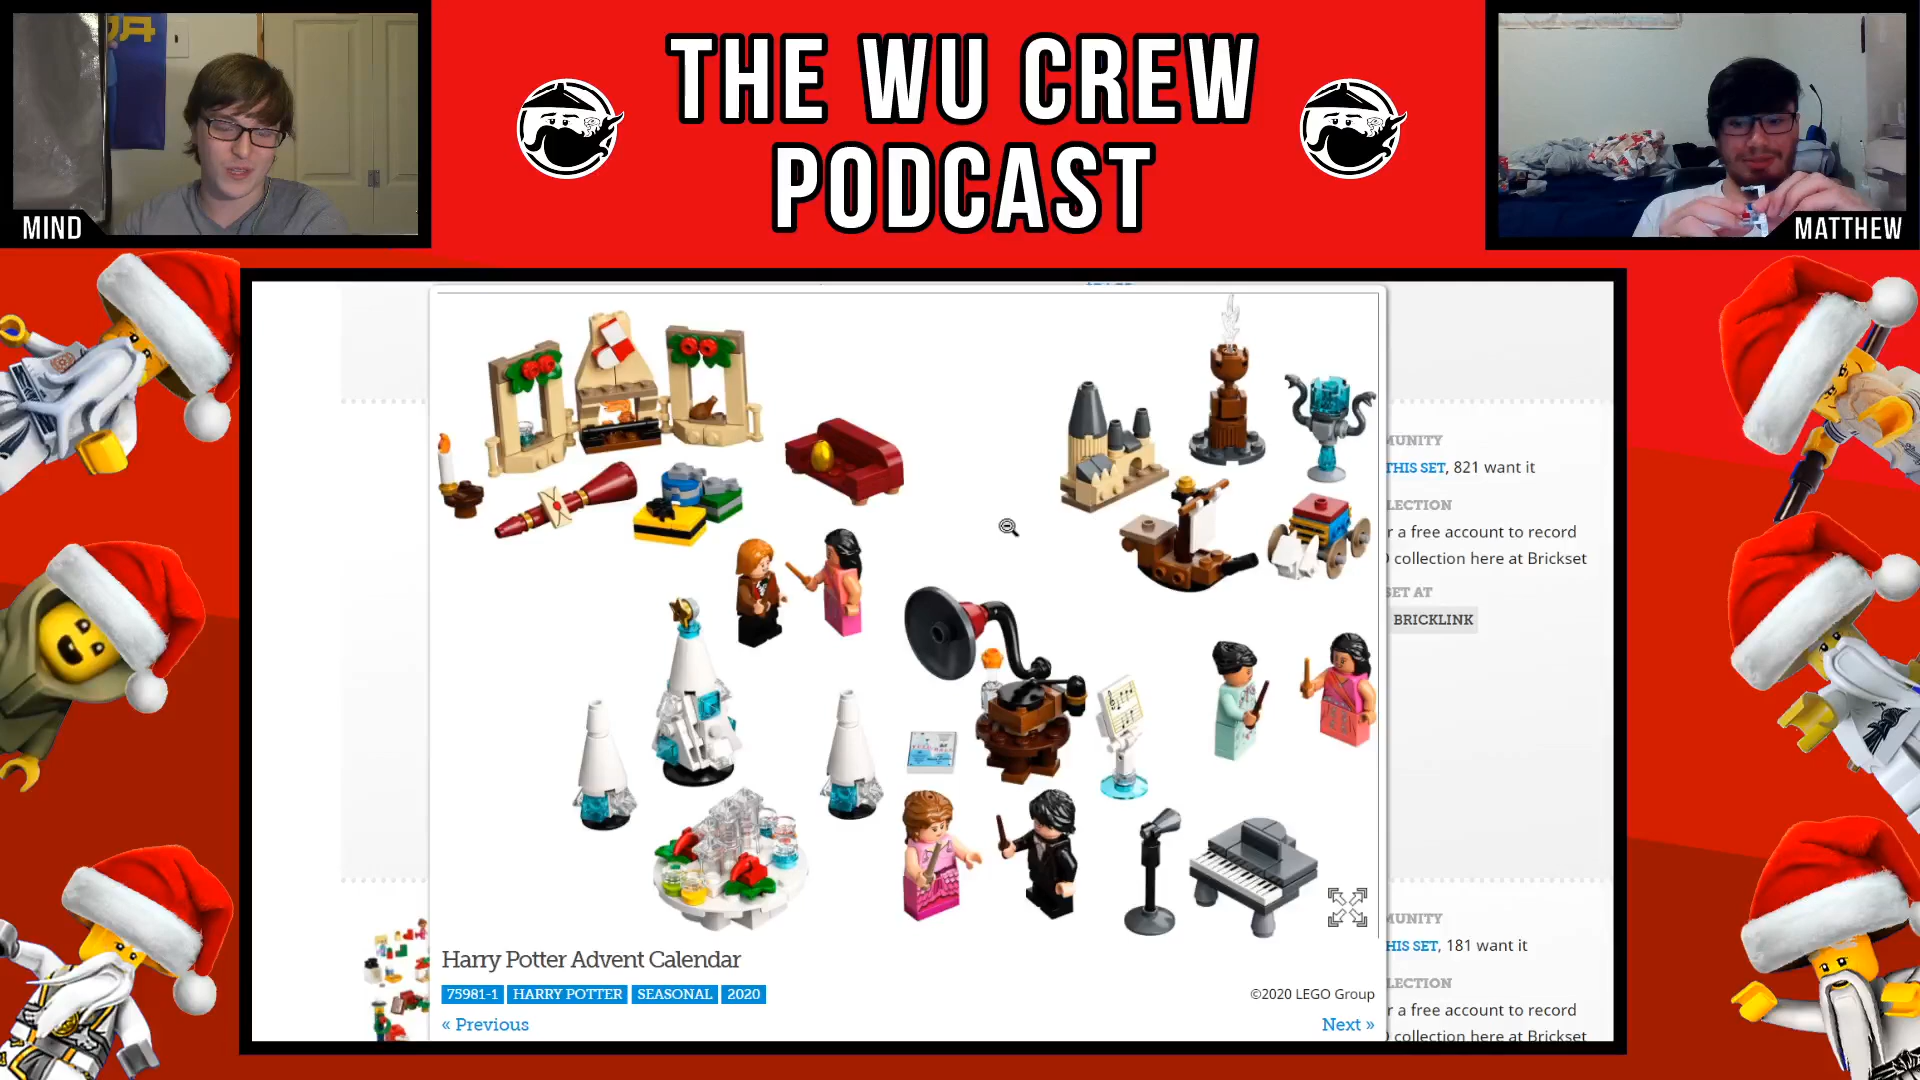 THE WU CREW
PODCAST
MIND
MATTHEW
MUNITY
THIS SET, 821 want it
LECTION
r a free account to record
collection here at Brickset
SET AT
BRICKLINK
Harry Potter Advent Calendar
75981-1 HARRY POTTER SEASONAL 2020
©2020 LEGO Group
« Previous
Next »
MUNITY
HIS SET, 181 want it
LECTION
r a free account to record
collection here at Brickset